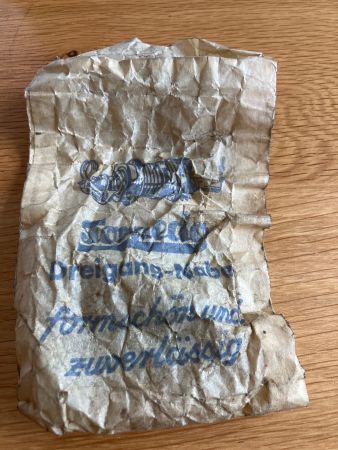 Torpedo
Dreigang-Nabe
formschön und
zuverlässig